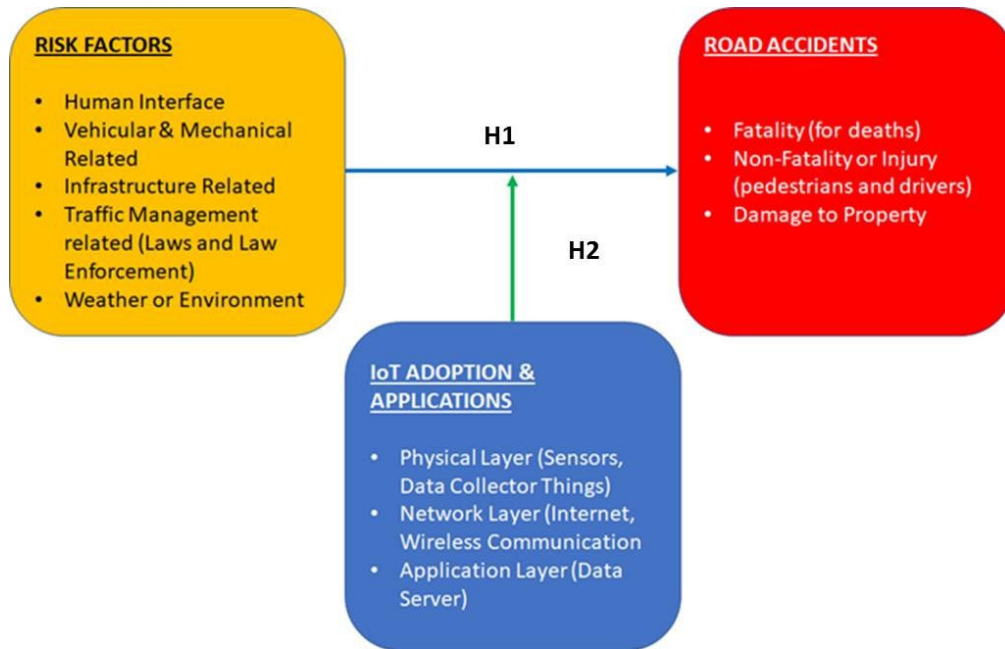 RISK FACTORS
• Human Interface
• Vehicular & Mechanical
Related
• Infrastructure Related
• Traffic Management
related (Laws and Law
Enforcement)
• Weather or Environment
H1
H2
ROAD ACCIDENTS
• Fatality (for deaths)
• Non-Fatality or Injury
(pedestrians and drivers)
• Damage to Property
IoT ADOPTION &
APPLICATIONS
• Physical Layer (Sensors,
Data Collector Things)
• Network Layer (Internet,
Wireless Communication
• Application Layer (Data
Server)